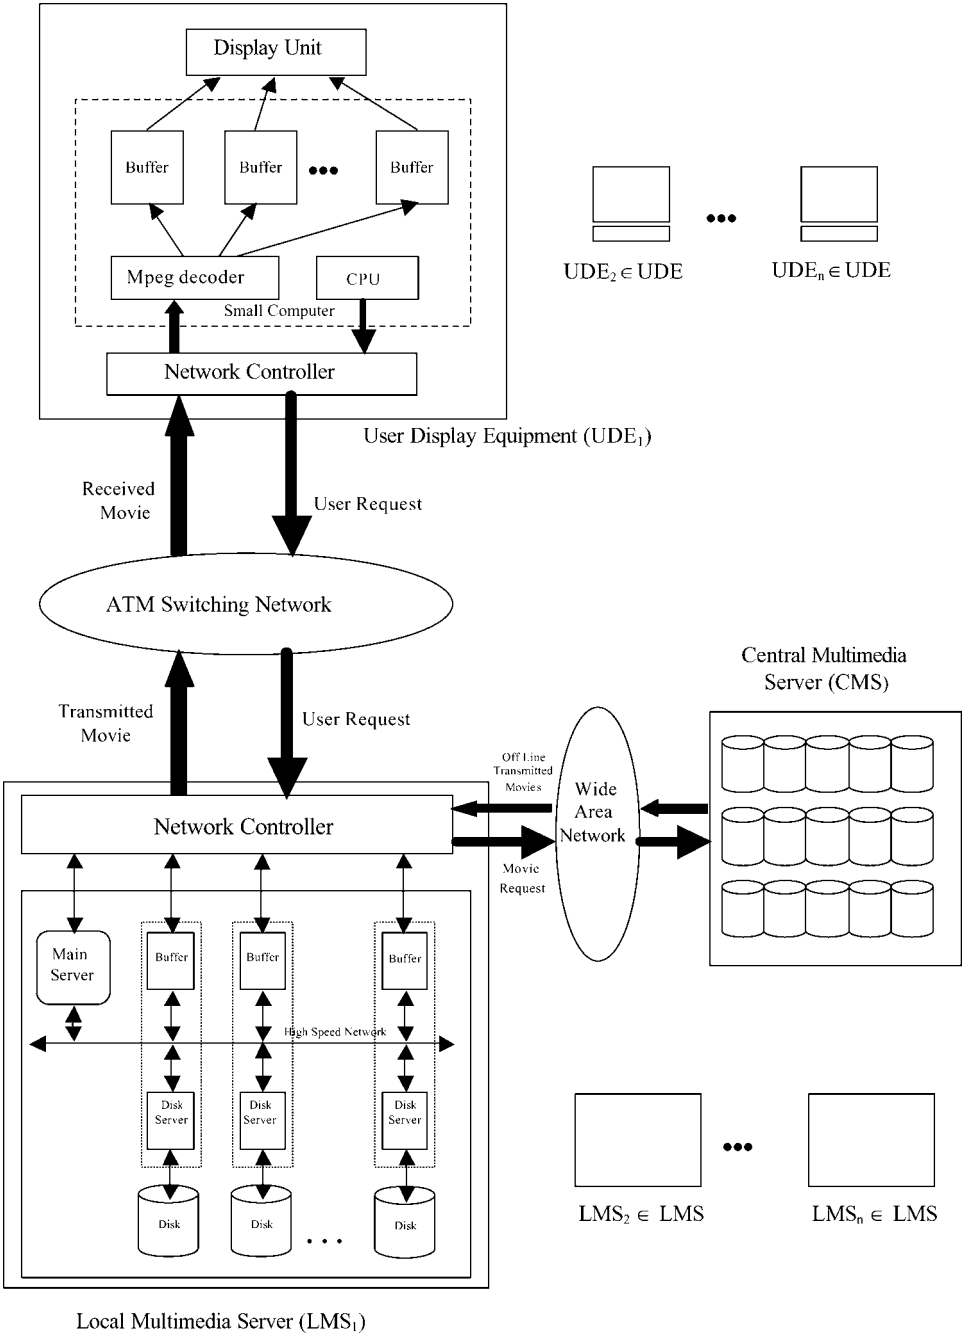 Display Unit
Buffer
Buffer
•••
Buffer
Mpeg decoder
CPU
Small Computer
Network Controller
User Display Equipment (UDE₁)
•••
UDE₂ ∈ UDE
UDEₙ ∈ UDE
Received
Movie
User Request
ATM Switching Network
Transmitted
Movie
User Request
Central Multimedia
Server (CMS)
Off Line
Transmitted
Movies
Wide
Area
Network
Movie
Request
Network Controller
Main
Server
Buffer
Buffer
Buffer
High Speed Network
Disk
Server
Disk
Server
Disk
Server
Disk
Disk
. . .
Disk
•••
LMS₂ ∈ LMS
LMSₙ ∈ LMS
Local Multimedia Server (LMS₁)